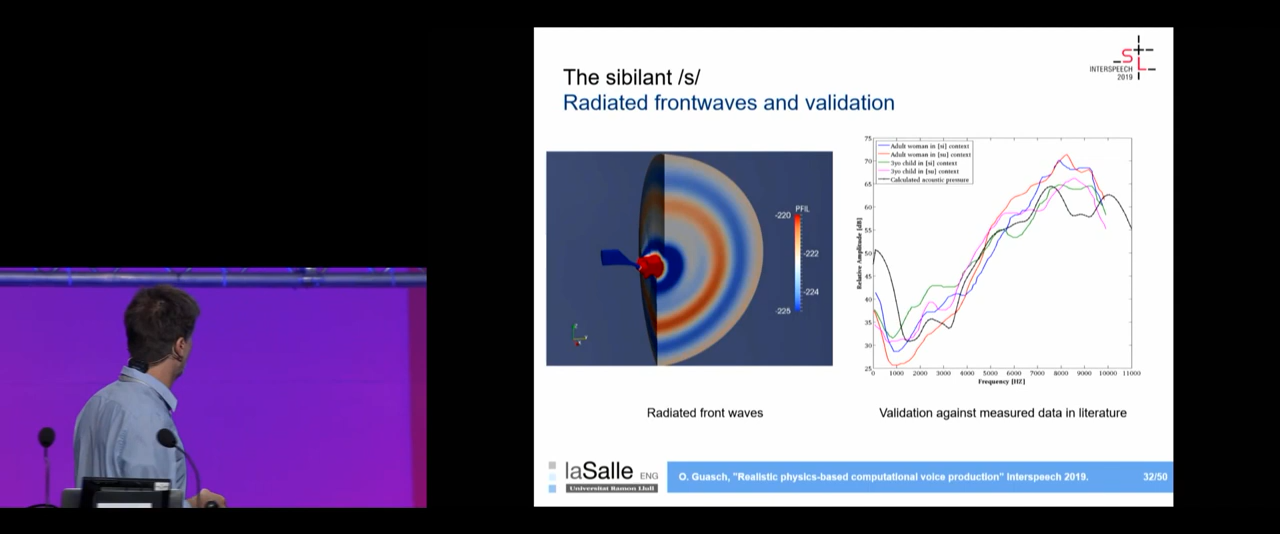 The sibilant /s/
Radiated frontwaves and validation
S
L
INTERSPEECH
2019
PFIL
-220
-222
-224
-225
Z
Y
75
70
65
60
55
50
45
40
35
30
25
Relative Amplitude [dB]
Adult woman in [si] context
Adult woman in [su] context
3yo child in [si] context
3yo child in [su] context
Calculated acoustic pressure
0 1000 2000 3000 4000 5000 6000 7000 8000 9000 10000 11000
Frequency [HZ]
Radiated front waves
Validation against measured data in literature
laSalle ENG
Universitat Ramon Llull
O. Guasch, "Realistic physics-based computational voice production" Interspeech 2019.
32/50